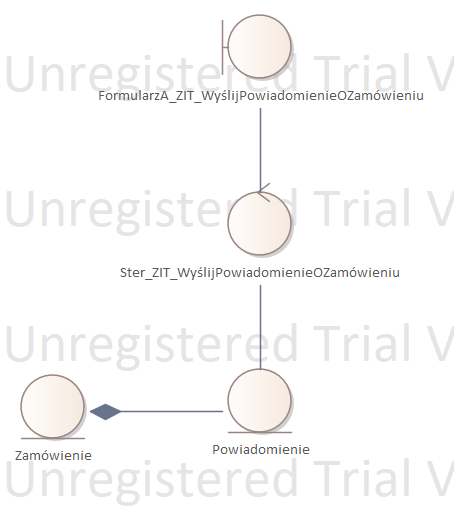 Unregistered Trial V
FormularzA_ZIT_WyślijPowiadomienieOZamówieniu
Unregistered Trial V
Ster_ZIT_WyślijPowiadomienieOZamówieniu
Unregistered Trial V
Zamówienie
Powiadomienie
Unregistered Trial V